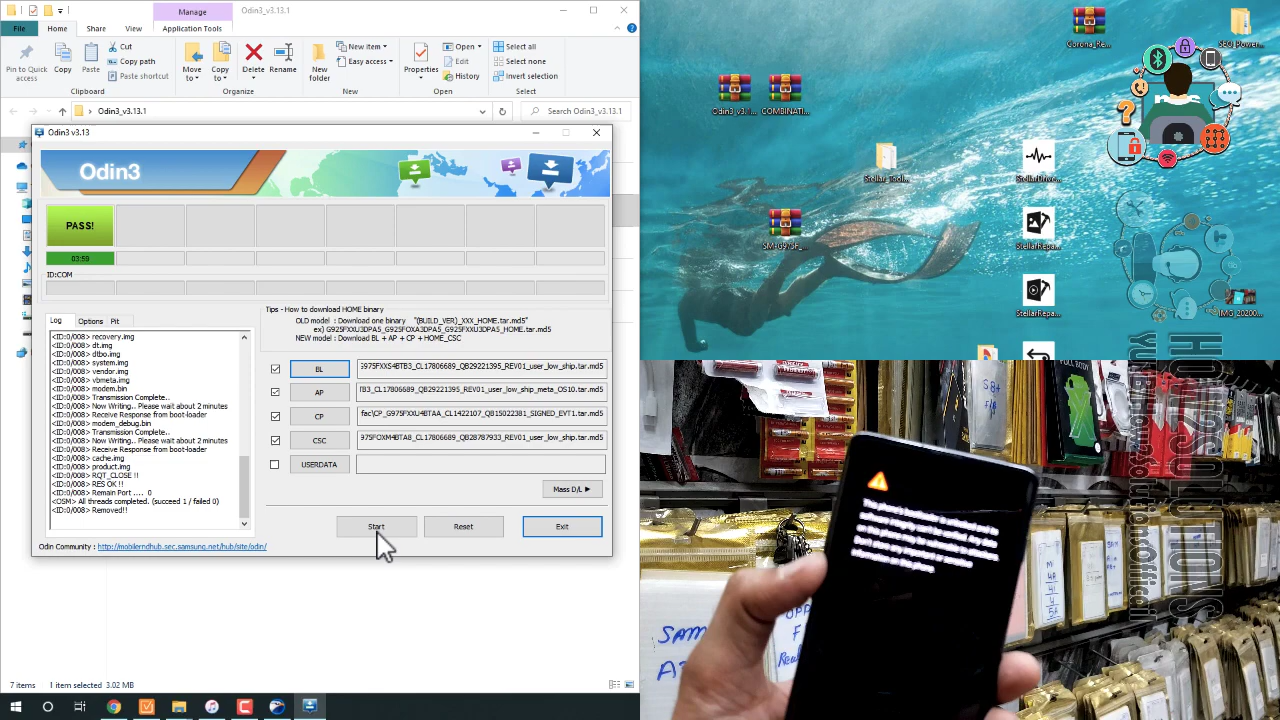 Manage
Odin3_v3.13.1
File
Home
Share
View
Application Tools
Pin to Quick access
Copy
Paste
Cut
Copy path
Paste shortcut
Move to
Copy to
Delete
Rename
New folder
New item
Easy access
Properties
Open
Edit
History
Select all
Select none
Invert selection
Clipboard
Organize
New
Open
Select
Odin3_v3.13.1
Search Odin3_v3.13.1
Odin3 v3.13
Odin3
PASS!
03:59
ID:COM
Log
Options
Pit
<ID:0/008> recovery.img
<ID:0/008> dt.img
<ID:0/008> dtbo.img
<ID:0/008> system.img
<ID:0/008> vendor.img
<ID:0/008> vbmeta.img
<ID:0/008> modem.bin
<ID:0/008> Transmission Complete..
<ID:0/008> Now Writing.. Please wait about 2 minutes
<ID:0/008> Receive Response from boot-loader
<ID:0/008> modem_debug.bin
<ID:0/008> Transmission Complete..
<ID:0/008> Now Writing.. Please wait about 2 minutes
<ID:0/008> Receive Response from boot-loader
<ID:0/008> cache.img
<ID:0/008> product.img
<ID:0/008> RQT_CLOSE !!
<ID:0/008> RES OK !!
<ID:0/008> Remain Port .... 0
<OSM> All threads completed. (succeed 1 / failed 0)
<ID:0/008> Removed!!
Tips - How to download HOME binary
OLD model : Download one binary "(BUILD_VER)_XXX_HOME.tar.md5"
ex) G925FXXU3DPA5_G925FOXA3DPA5_G925FXXU3DPA5_HOME.tar.md5
NEW model : Download BL + AP + CP + HOME_CSC
BL
AP
CP
CSC
USERDATA
Mass D/L
Start
Reset
Exit
Odin Community : http://mobilerndhub.sec.samsung.net/hub/site/odin/
7 items
1 item selected 3.02 MB
Corona_Re...
SEO_Power...
Odin3_v3.1...
COMBINATI...
Stellar_Tool...
StellarDrive...
SM-G975F_...
StellarRepa...
StellarRepa...
IMG_20200...
S8+
MI
4A
4
5A
HOMZSOLUTIONS